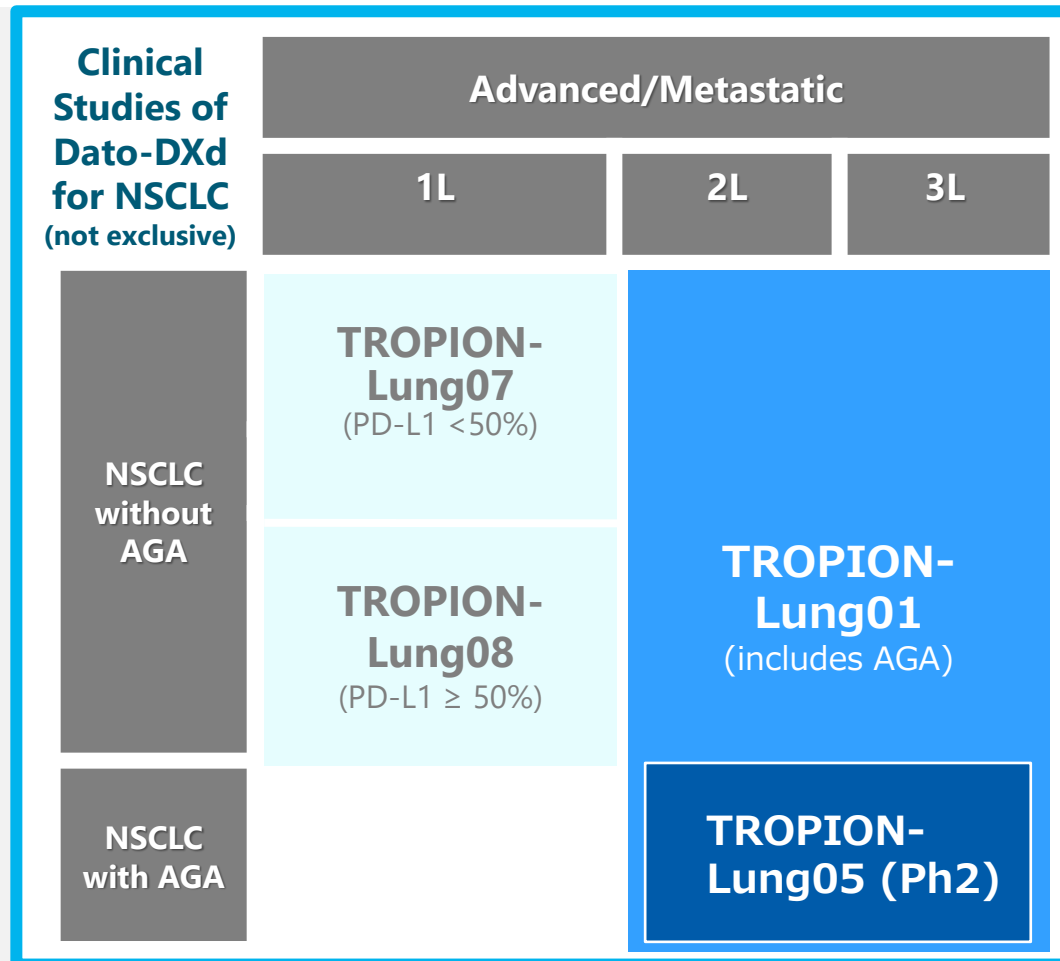 Clinical
Studies of
Dato-DXd
for NSCLC
(not exclusive)
Advanced/Metastatic
1L
2L
3L
NSCLC
without
AGA
TROPION-
Lung07
(PD-L1 <50%)
TROPION-
Lung08
(PD-L1 ≥ 50%)
TROPION-
Lung01
(includes AGA)
NSCLC
with AGA
TROPION-
Lung05 (Ph2)